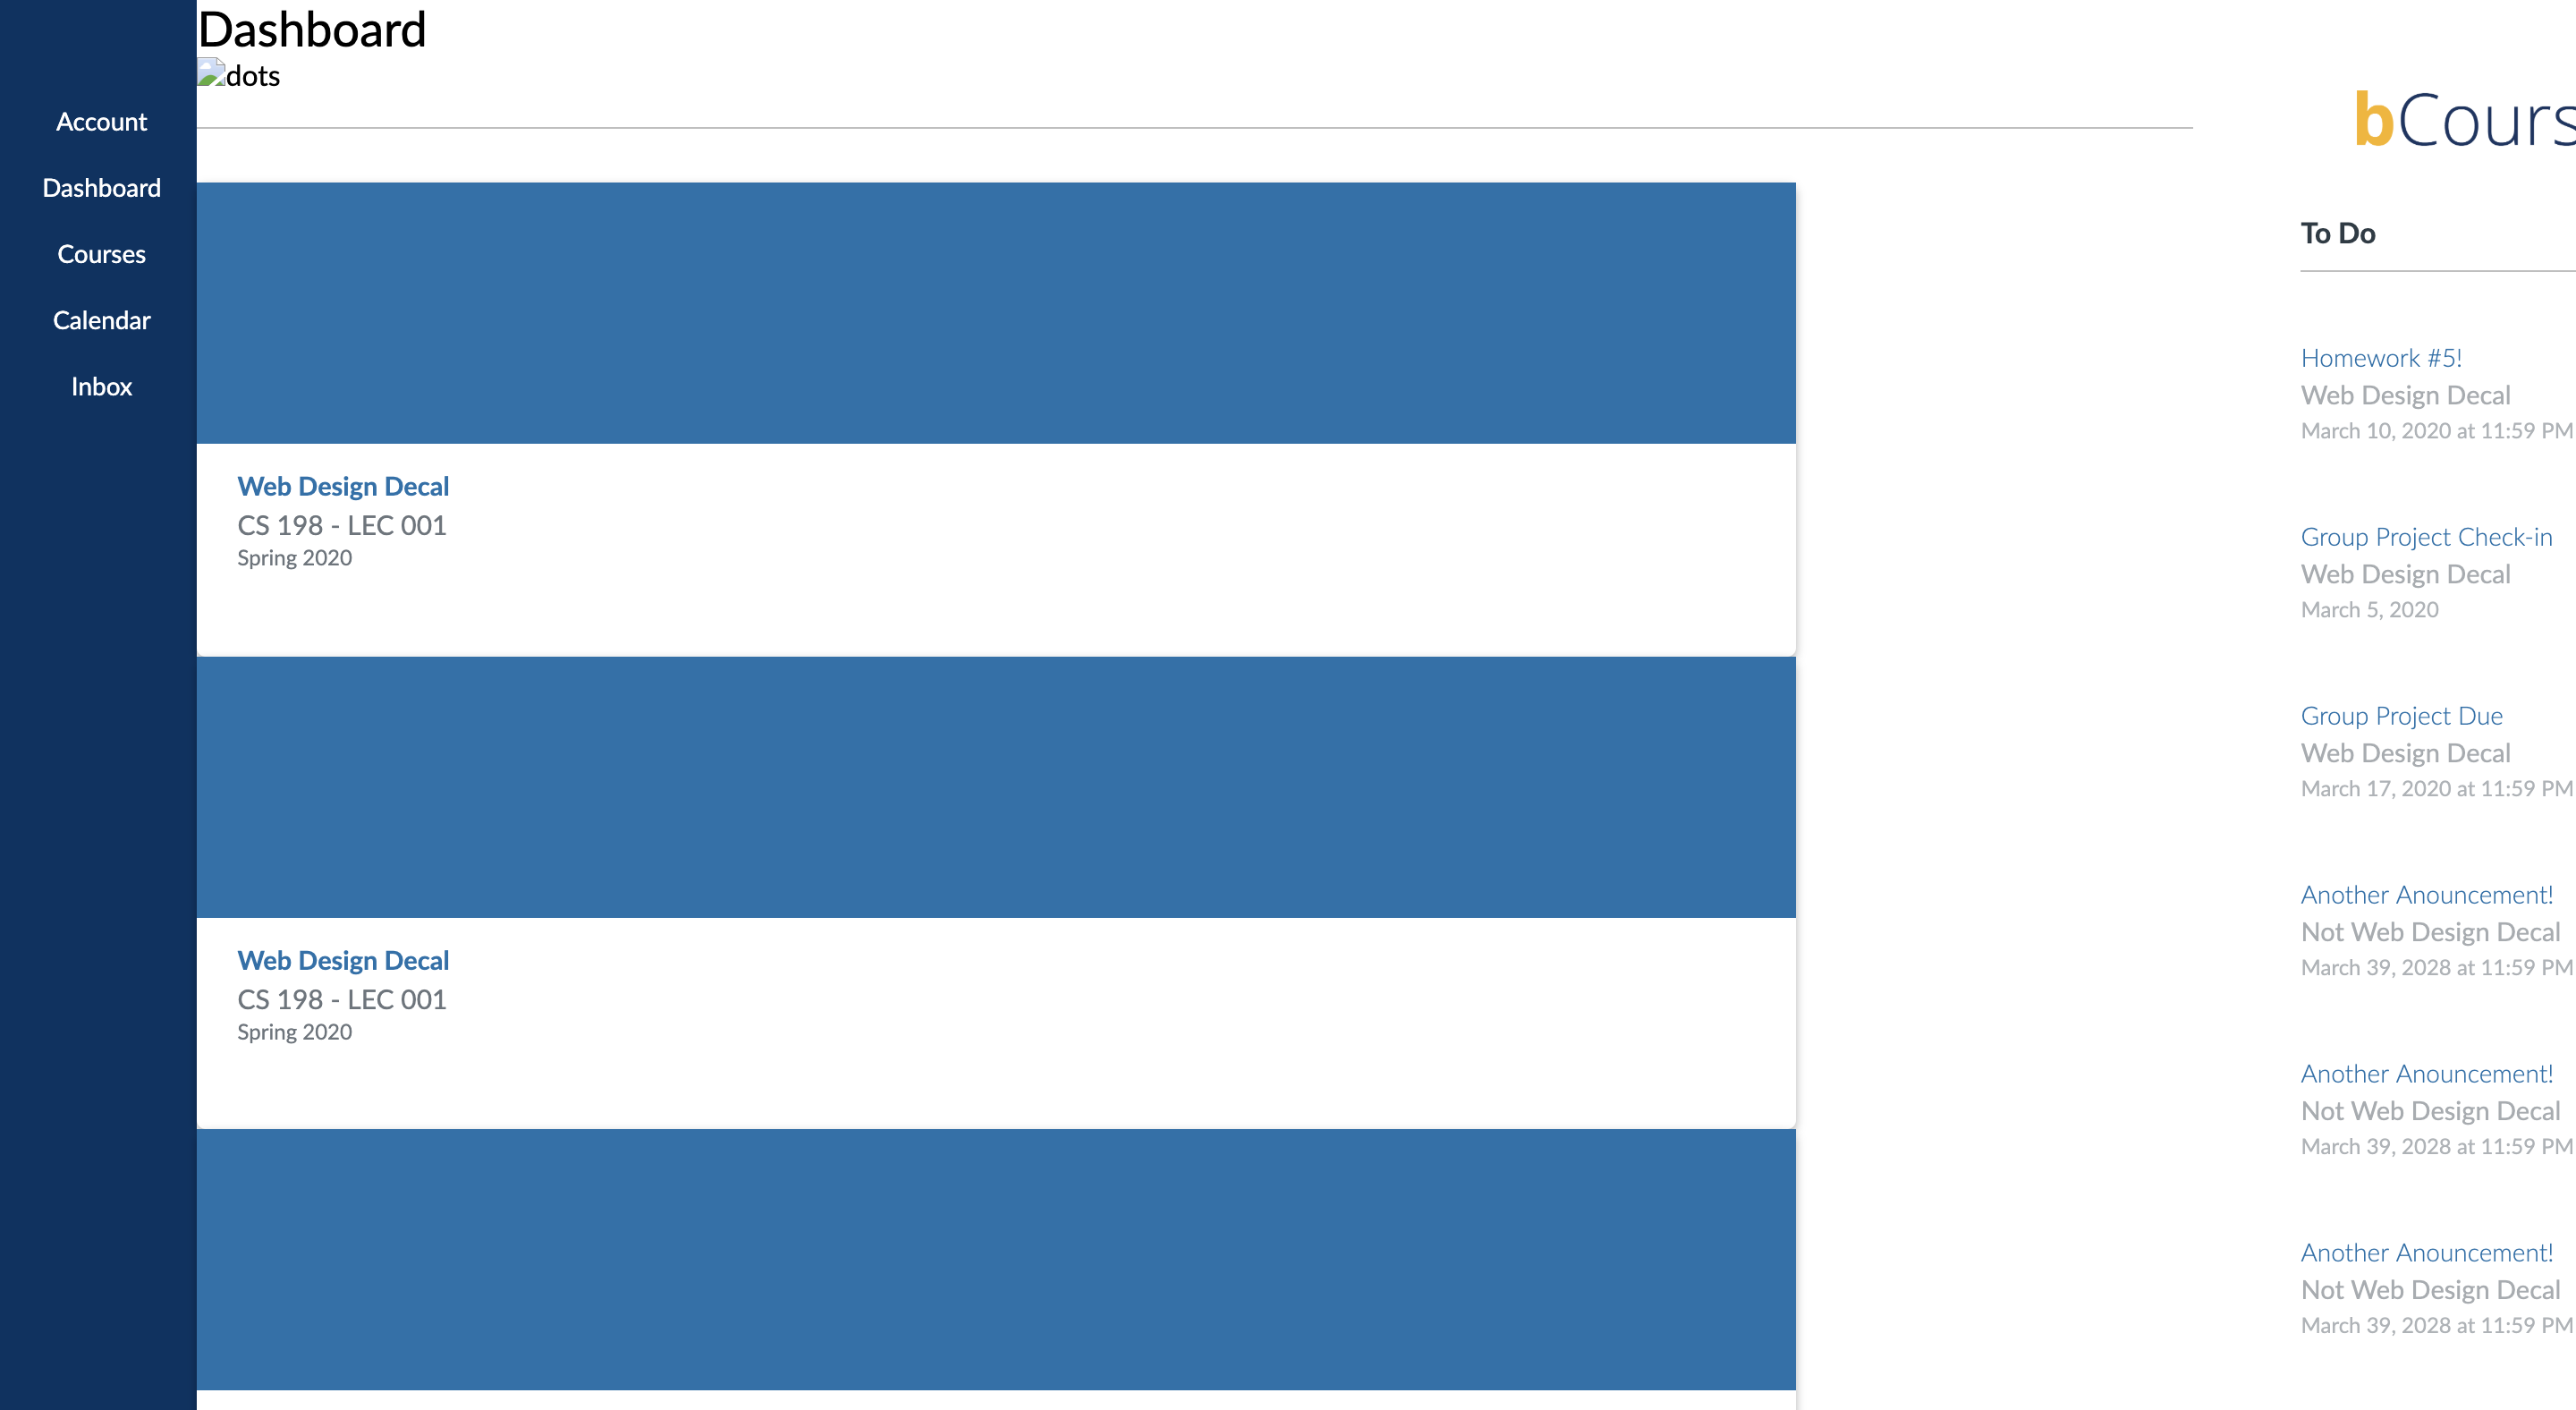 Account
Dashboard
Courses
Calendar
Inbox
Dashboard
dots
Web Design Decal
CS 198 - LEC 001
Spring 2020
Web Design Decal
CS 198 - LEC 001
Spring 2020
bCours
To Do
Homework #5!
Web Design Decal
March 10, 2020 at 11:59 PM
Group Project Check-in
Web Design Decal
March 5, 2020
Group Project Due
Web Design Decal
March 17, 2020 at 11:59 PM
Another Anouncement!
Not Web Design Decal
March 39, 2028 at 11:59 PM
Another Anouncement!
Not Web Design Decal
March 39, 2028 at 11:59 PM
Another Anouncement!
Not Web Design Decal
March 39, 2028 at 11:59 PM